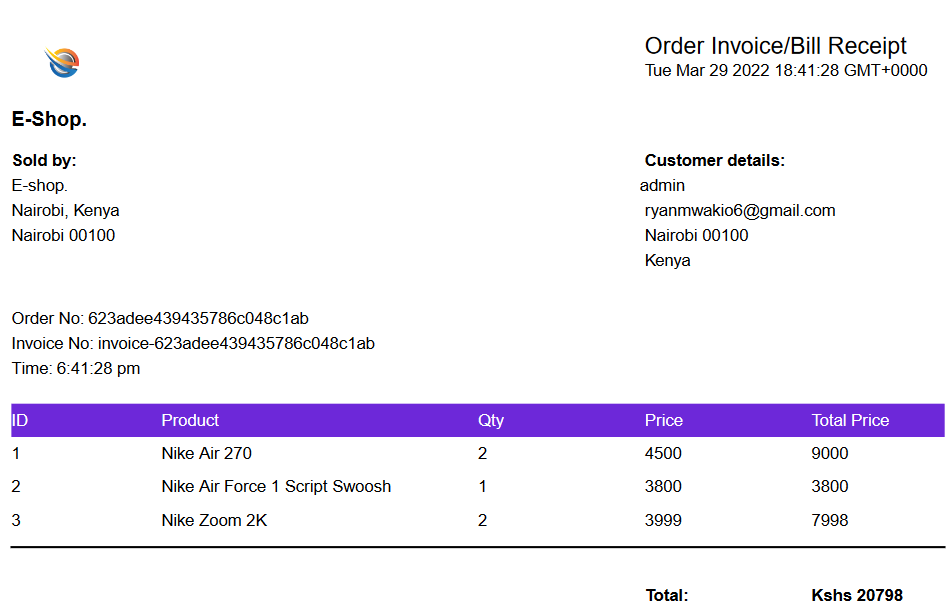 Order Invoice/Bill Receipt
Tue Mar 29 2022 18:41:28 GMT+0000
E-Shop.
Sold by:
E-shop.
Nairobi, Kenya
Nairobi 00100
Customer details:
admin
ryanmwakio6@gmail.com
Nairobi 00100
Kenya
Order No: 623adee439435786c048c1ab
Invoice No: invoice-623adee439435786c048c1ab
Time: 6:41:28 pm
ID Product Qty Price Total Price
1 Nike Air 270 2 4500 9000
2 Nike Air Force 1 Script Swoosh 1 3800 3800
3 Nike Zoom 2K 2 3999 7998
Total: Kshs 20798